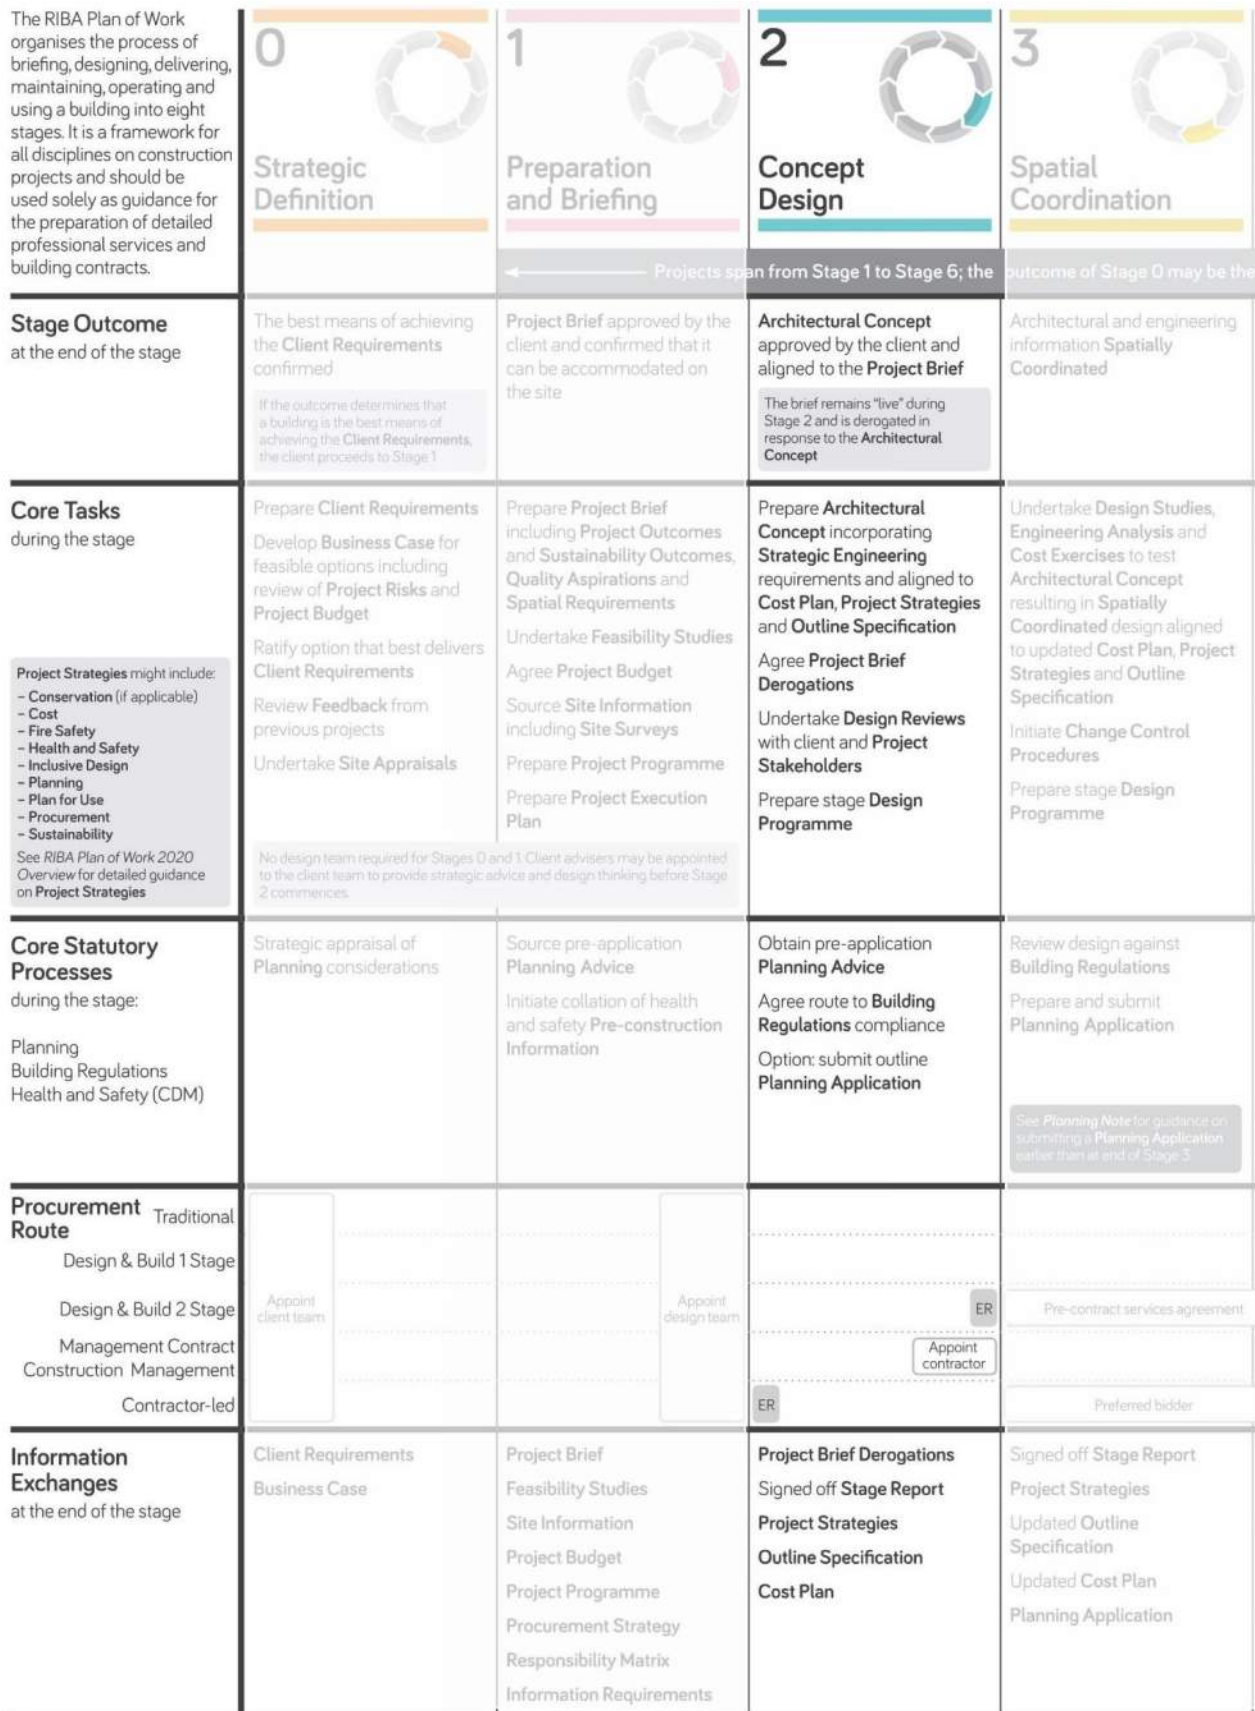 The RIBA Plan of Work
organises the process of
briefing, designing, delivering,
maintaining, operating and
using a building into eight
stages. It is a framework for
all disciplines on construction
projects and should be
used solely as guidance for
the preparation of detailed
professional services and
building contracts.
0
Strategic
Definition
1
Preparation
and Briefing
2
Concept
Design
3
Spatial
Coordination
Projects span from Stage 1 to Stage 6; the outcome of Stage 0 may be the
Stage Outcome
at the end of the stage
The best means of achieving
the Client Requirements
confirmed
If the outcome determines that
a building is the best means of
achieving the Client Requirements,
the client proceeds to Stage 1
Project Brief approved by the
client and confirmed that it
can be accommodated on
the site
Architectural Concept
approved by the client and
aligned to the Project Brief
The brief remains "live" during
Stage 2 and is derogated in
response to the Architectural
Concept
Architectural and engineering
information Spatially
Coordinated
Core Tasks
during the stage
Project Strategies might include:
– Conservation (if applicable)
– Cost
– Fire Safety
– Health and Safety
– Inclusive Design
– Planning
– Plan for Use
– Procurement
– Sustainability
See RIBA Plan of Work 2020
Overview for detailed guidance
on Project Strategies
Prepare Client Requirements
Develop Business Case for
feasible options including
review of Project Risks and
Project Budget
Ratify option that best delivers
Client Requirements
Review Feedback from
previous projects
Undertake Site Appraisals
Prepare Project Brief
including Project Outcomes
and Sustainability Outcomes,
Quality Aspirations and
Spatial Requirements
Undertake Feasibility Studies
Agree Project Budget
Source Site Information
including Site Surveys
Prepare Project Programme
Prepare Project Execution
Plan
No design team required for Stages 0 and 1. Client advisers may be appointed
to the client team to provide strategic advice and design thinking before Stage
2 commences.
Prepare Architectural
Concept incorporating
Strategic Engineering
requirements and aligned to
Cost Plan, Project Strategies
and Outline Specification
Agree Project Brief
Derogations
Undertake Design Reviews
with client and Project
Stakeholders
Prepare stage Design
Programme
Undertake Design Studies,
Engineering Analysis and
Cost Exercises to test
Architectural Concept
resulting in Spatially
Coordinated design aligned
to updated Cost Plan, Project
Strategies and Outline
Specification
Initiate Change Control
Procedures
Prepare stage Design
Programme
Core Statutory
Processes
during the stage:
Planning
Building Regulations
Health and Safety (CDM)
Strategic appraisal of
Planning considerations
Source pre-application
Planning Advice
Initiate collation of health
and safety Pre-construction
Information
Obtain pre-application
Planning Advice
Agree route to Building
Regulations compliance
Option: submit outline
Planning Application
Review design against
Building Regulations
Prepare and submit
Planning Application
See Planning Note for guidance on
submitting a Planning Application
earlier than at end of Stage 3
Procurement
Route
Traditional
Design & Build 1 Stage
Design & Build 2 Stage
Management Contract
Construction Management
Contractor-led
Appoint
client team
Appoint
design team
ER
Appoint
contractor
ER
Pre-contract services agreement
Preferred bidder
Information
Exchanges
at the end of the stage
Client Requirements
Business Case
Project Brief
Feasibility Studies
Site Information
Project Budget
Project Programme
Procurement Strategy
Responsibility Matrix
Information Requirements
Project Brief Derogations
Signed off Stage Report
Project Strategies
Outline Specification
Cost Plan
Signed off Stage Report
Project Strategies
Updated Outline
Specification
Updated Cost Plan
Planning Application